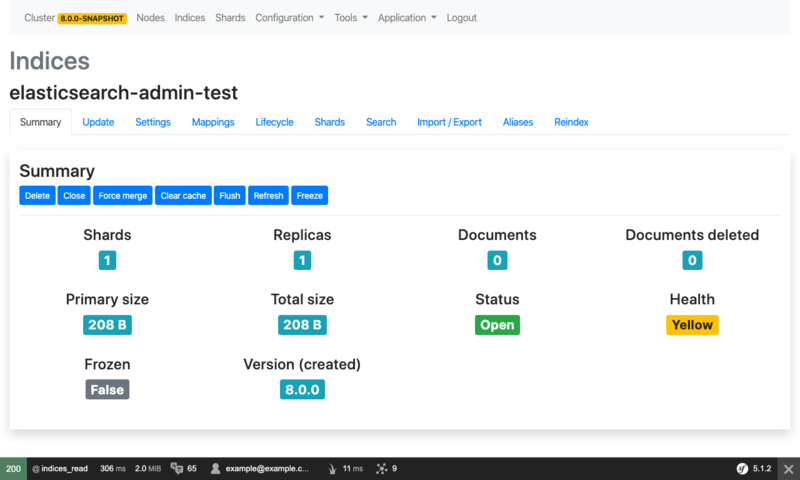 Cluster 8.0.0-SNAPSHOT Nodes Indices Shards Configuration Tools Application Logout
Indices
elasticsearch-admin-test
Summary Update Settings Mappings Lifecycle Shards Search Import / Export Aliases Reindex
Summary
Delete Close Force merge Clear cache Flush Refresh Freeze
Shards Replicas Documents Documents deleted
1 1 0 0
Primary size Total size Status Health
208 B 208 B Open Yellow
Frozen Version (created)
False 8.0.0
200 @ indices_read 306 ms 2.0 MiB 65 example@example.c... 11 ms 9 sf 5.1.2